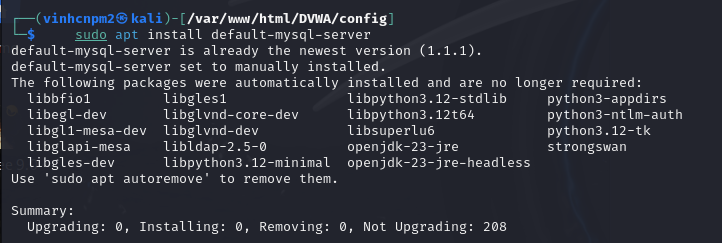 ┌──(vinhcnpm2㉿kali)-[/var/www/html/DVWA/config]
└─$ sudo apt install default-mysql-server
default-mysql-server is already the newest version (1.1.1).
default-mysql-server set to manually installed.
The following packages were automatically installed and are no longer required:
libbfio1 libgles1 libpython3.12-stdlib python3-appdirs
libegl-dev libglvnd-core-dev libpython3.12t64 python3-ntlm-auth
libgl1-mesa-dev libglvnd-dev libsuperlu6 python3.12-tk
libglapi-mesa libldap-2.5-0 openjdk-23-jre strongswan
libgles-dev libpython3.12-minimal openjdk-23-jre-headless
Use 'sudo apt autoremove' to remove them.
Summary:
Upgrading: 0, Installing: 0, Removing: 0, Not Upgrading: 208